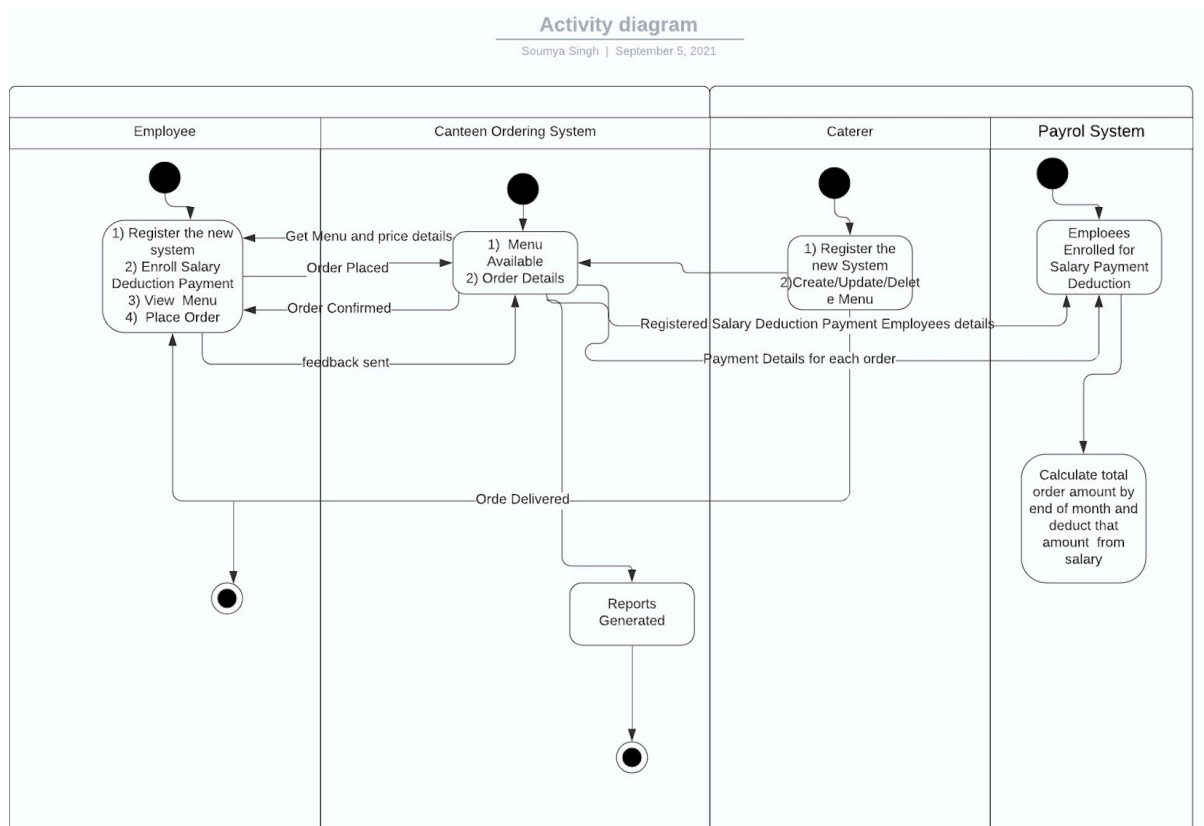 Activity diagram
Soumya Singh | September 5, 2021
Employee
Canteen Ordering System
Caterer
Payrol System
1) Register the new
system
2) Enroll Salary
Deduction Payment
3) View Menu
4) Place Order
Get Menu and price details
Order Placed
Order Confirmed
feedback sent
1) Menu
Available
2) Order Details
1) Register the
new System
2)Create/Update/Delet
e Menu
Emploees
Enrolled for
Salary Payment
Deduction
Registered Salary Deduction Payment Employees details
Payment Details for each order
Orde Delivered
Calculate total
order amount by
end of month and
deduct that
amount from
salary
Reports
Generated